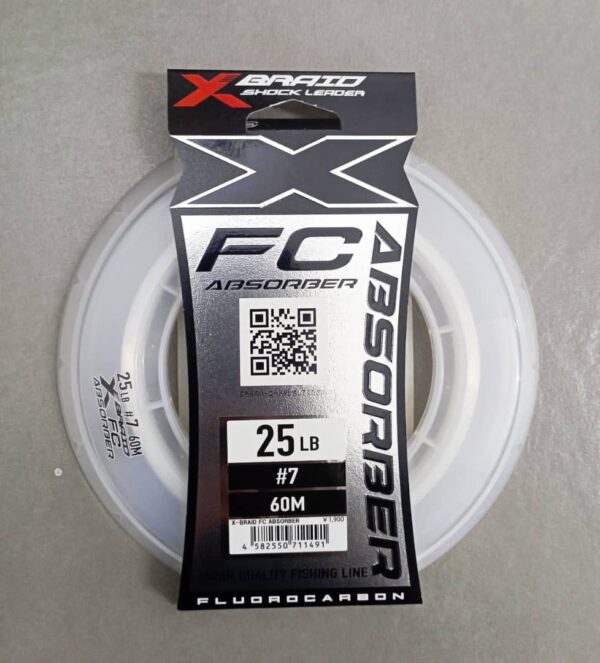 X BRAID
SHOCK LEADER
X
FC
ABSORBER
ABSORBER
25LB
#7
60M
X-BRAID FC ABSORBER ¥1,900
4 582550 711491
QUALITY FISHING LINE
FLUOROCARBON
25LB #7 60M
X BRAID
FC
ABSORBER